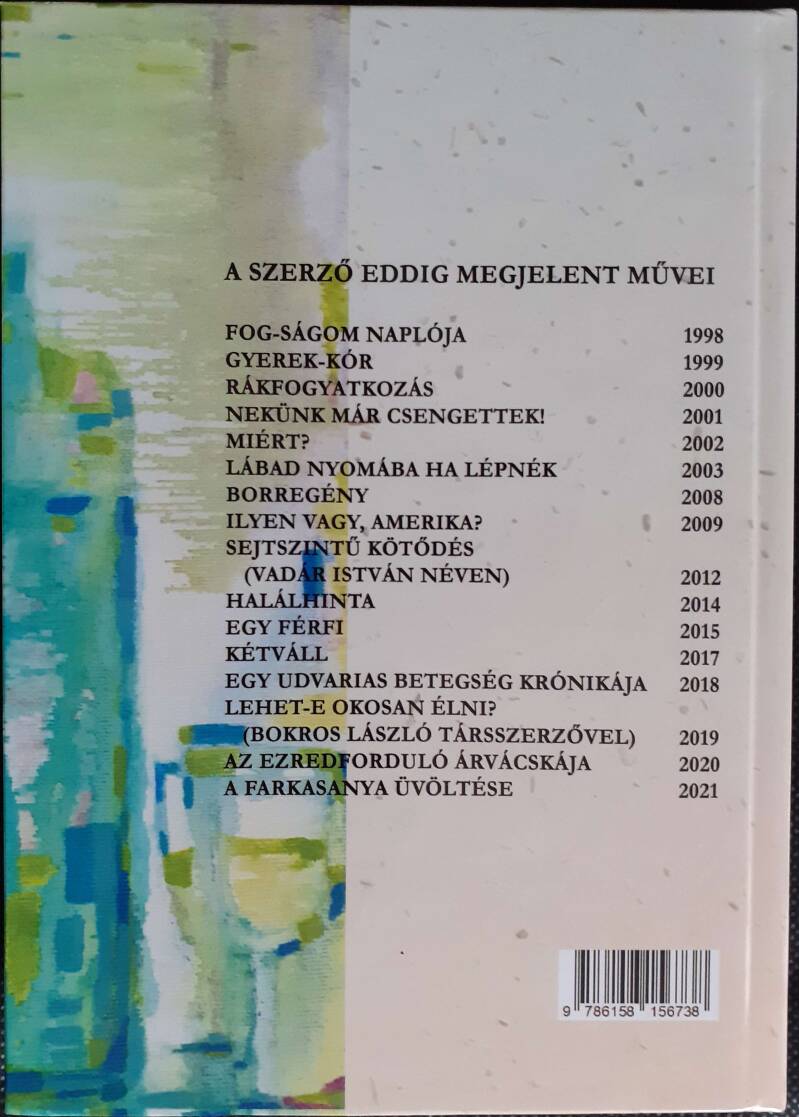 A SZERZŐ EDDIG MEGJELENT MŰVEI
FOG-SÁGOM NAPLÓJA 1998
GYEREK-KÓR 1999
RÁKFOGYATKOZÁS 2000
NEKÜNK MÁR CSENGETTEK! 2001
MIÉRT? 2002
LÁBAD NYOMÁBA HA LÉPNÉK 2003
BORREGÉNY 2008
ILYEN VAGY, AMERIKA? 2009
SEJTSZINTŰ KÖTŐDÉS
(VADÁR ISTVÁN NÉVEN) 2012
HALÁLHINTA 2014
EGY FÉRFI 2015
KÉTVÁLL 2017
EGY UDVARIAS BETEGSÉG KRÓNIKÁJA 2018
LEHET-E OKOSAN ÉLNI?
(BOKROS LÁSZLÓ TÁRSSZERZŐVEL) 2019
AZ EZREDFORDULÓ ÁRVÁCSKÁJA 2020
A FARKASANYA ÜVÖLTÉSE 2021
9 786158 156738